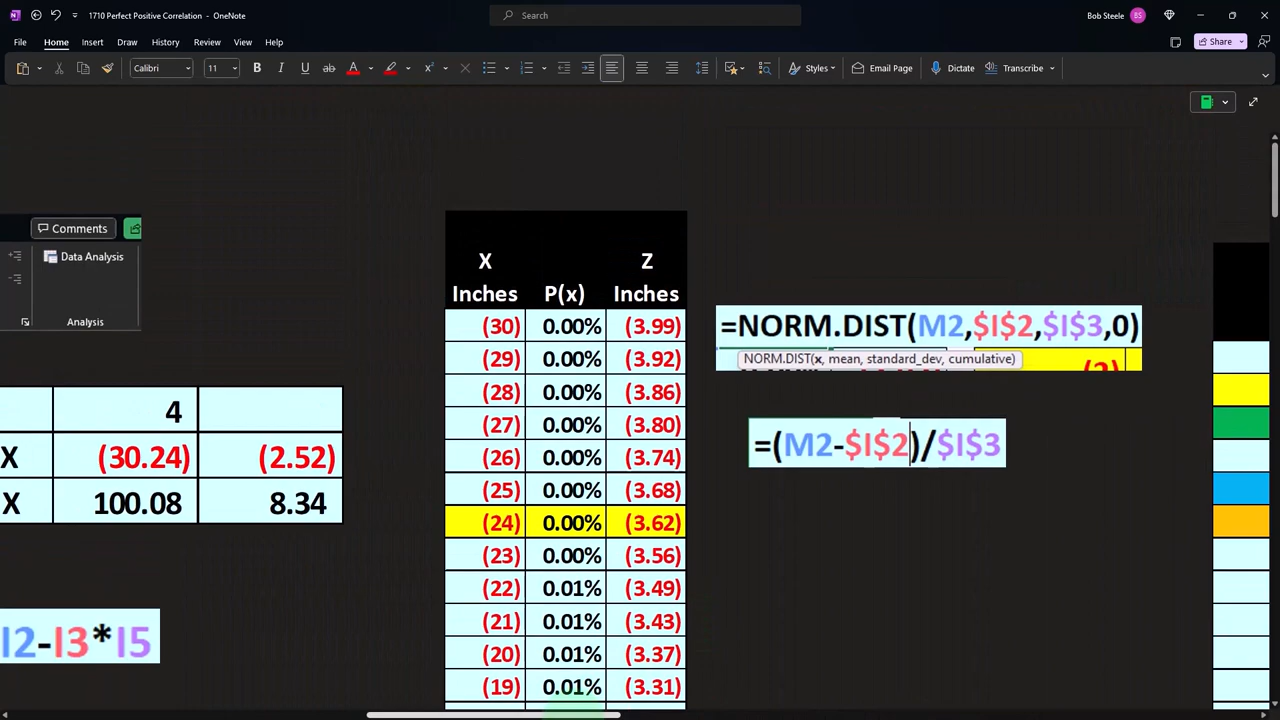 1710 Perfect Positive Correlation - OneNote
Search
Bob Steele BS
File Home Insert Draw History Review View Help
Share
Calibri 11 B I U ab A x Styles Email Page Dictate Transcribe
Comments
Data Analysis
Analysis
4
X (30.24) (2.52)
X 100.08 8.34
I2-I3*I5
X Z
Inches P(x) Inches
(30) 0.00% (3.99)
(29) 0.00% (3.92)
(28) 0.00% (3.86)
(27) 0.00% (3.80)
(26) 0.00% (3.74)
(25) 0.00% (3.68)
(24) 0.00% (3.62)
(23) 0.00% (3.56)
(22) 0.01% (3.49)
(21) 0.01% (3.43)
(20) 0.01% (3.37)
(19) 0.01% (3.31)
=NORM.DIST(M2,$I$2,$I$3,0)
NORM.DIST(x, mean, standard_dev, cumulative)
=(M2-$I$2)/$I$3